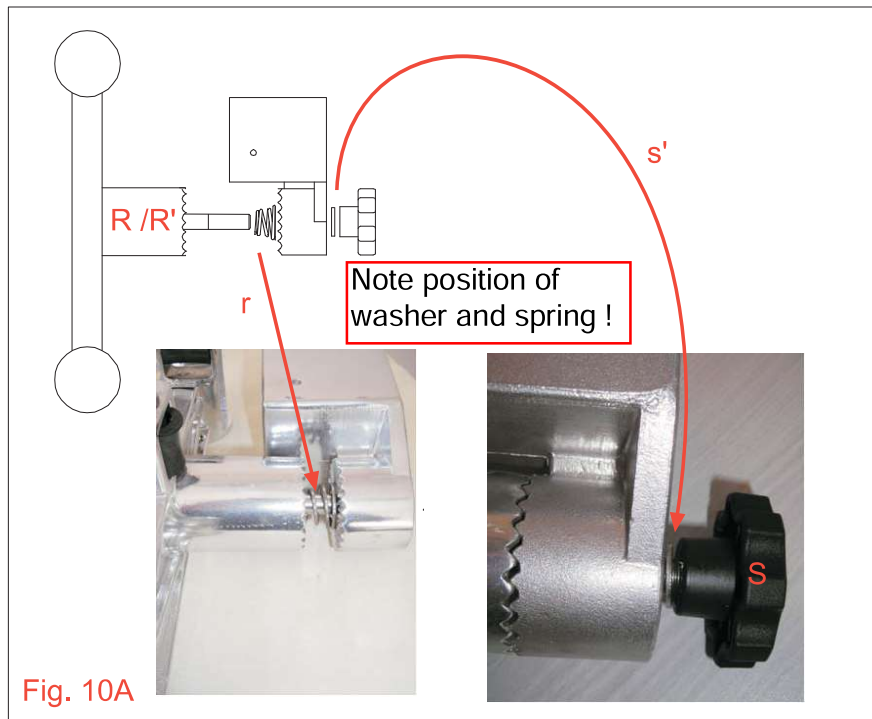 s'
R /R'
Note position of
washer and spring !
r
S
Fig. 10A